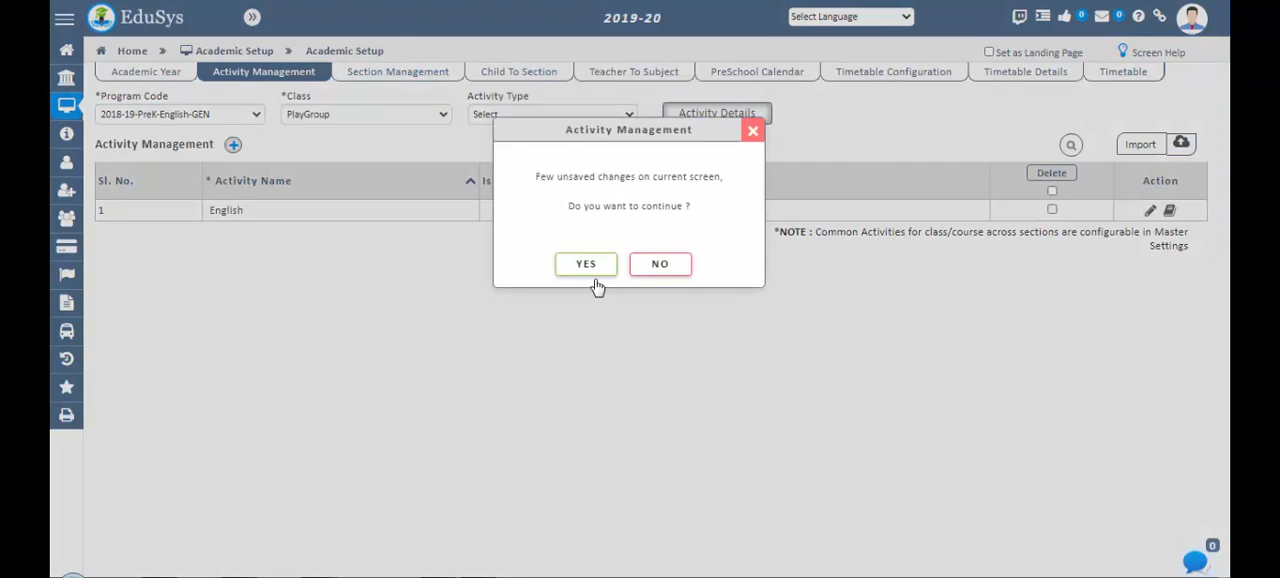 EduSys
2019-20
Select Language
0
0
Home » Academic Setup » Academic Setup
Set as Landing Page
Screen Help
Academic Year
Activity Management
Section Management
Child To Section
Teacher To Subject
PreSchool Calendar
Timetable Configuration
Timetable Details
Timetable
*Program Code
*Class
Activity Type
2018-19-PreK-English-GEN
PlayGroup
Select
Activity Details
Activity Management
Few unsaved changes on current screen,
Do you want to continue ?
YES
NO
Activity Management
Import
Sl. No.
* Activity Name
Is
Delete
Action
1
English
*NOTE : Common Activities for class/course across sections are configurable in Master
Settings
0